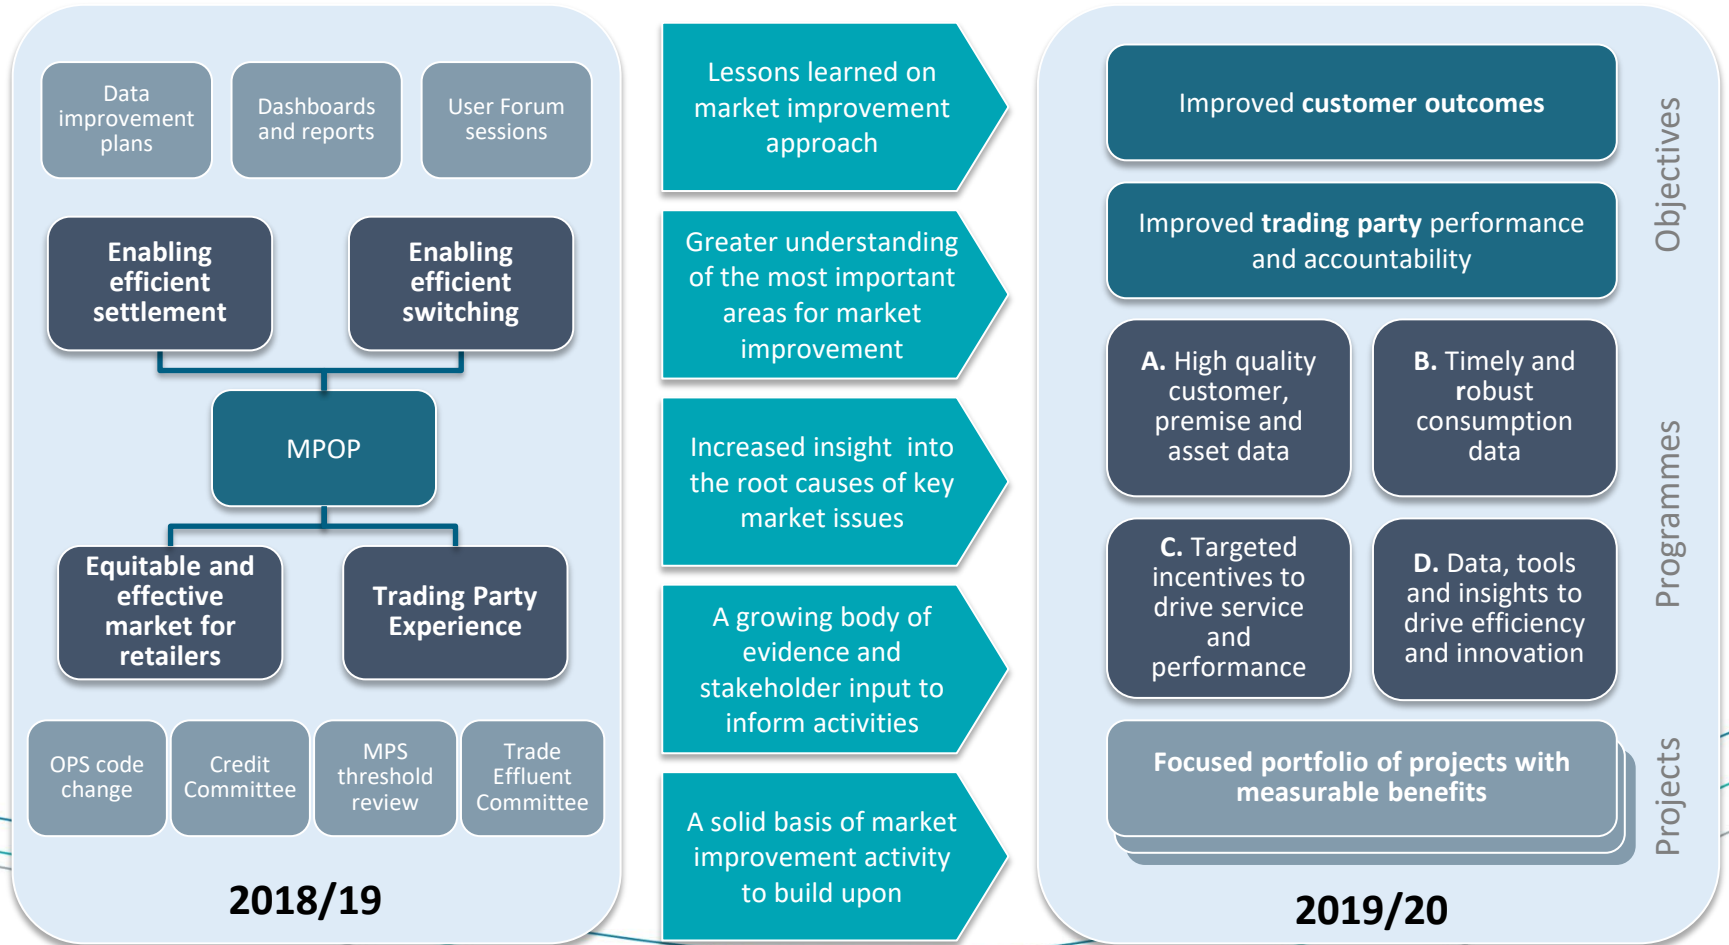 Data
improvement
plans
Dashboards
and reports
User Forum
sessions
Enabling
efficient
settlement
Enabling
efficient
switching
MPOP
Equitable and
effective
market for
retailers
Trading Party
Experience
OPS code
change
Credit
Committee
MPS
threshold
review
Trade
Effluent
Committee
2018/19
Lessons learned on
market improvement
approach
Greater understanding
of the most important
areas for market
improvement
Increased insight into
the root causes of key
market issues
A growing body of
evidence and
stakeholder input to
inform activities
A solid basis of market
improvement activity
to build upon
Improved customer outcomes
Improved trading party performance
and accountability
Objectives
A. High quality
customer,
premise and
asset data
B. Timely and
robust
consumption
data
C. Targeted
incentives to
drive service
and
performance
D. Data, tools
and insights to
drive efficiency
and innovation
Programmes
Focused portfolio of projects with
measurable benefits
Projects
2019/20